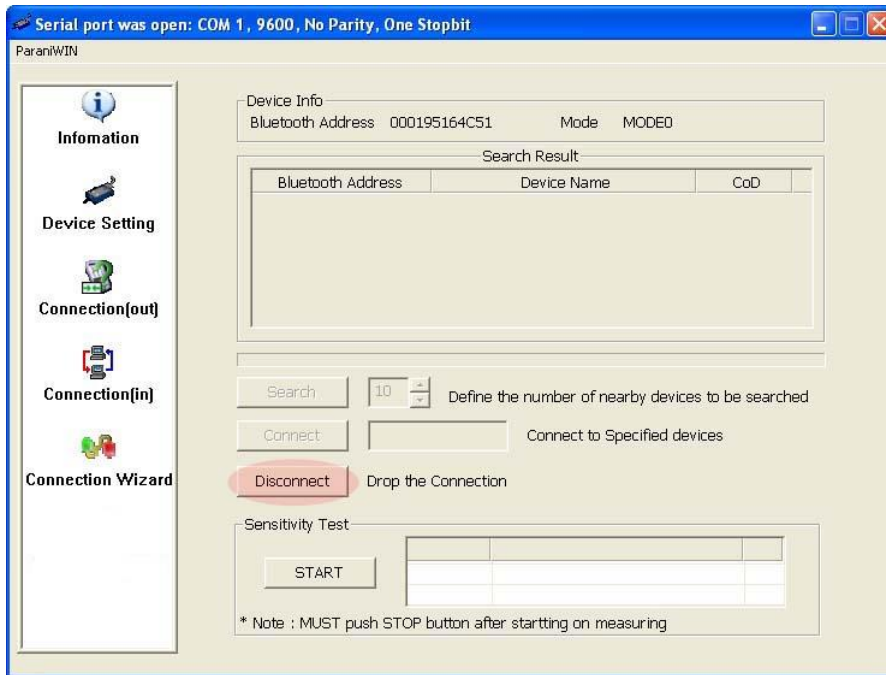 Serial port was open: COM 1, 9600, No Parity, One Stopbit
ParaniWIN
Infomation
Device Setting
Connection(out)
Connection(in)
Connection Wizard
Device Info
Bluetooth Address 000195164C51 Mode MODE0
Search Result
Bluetooth Address Device Name CoD
Search 10 Define the number of nearby devices to be searched
Connect Connect to Specified devices
Disconnect Drop the Connection
Sensitivity Test
START
* Note : MUST push STOP button after startting on measuring